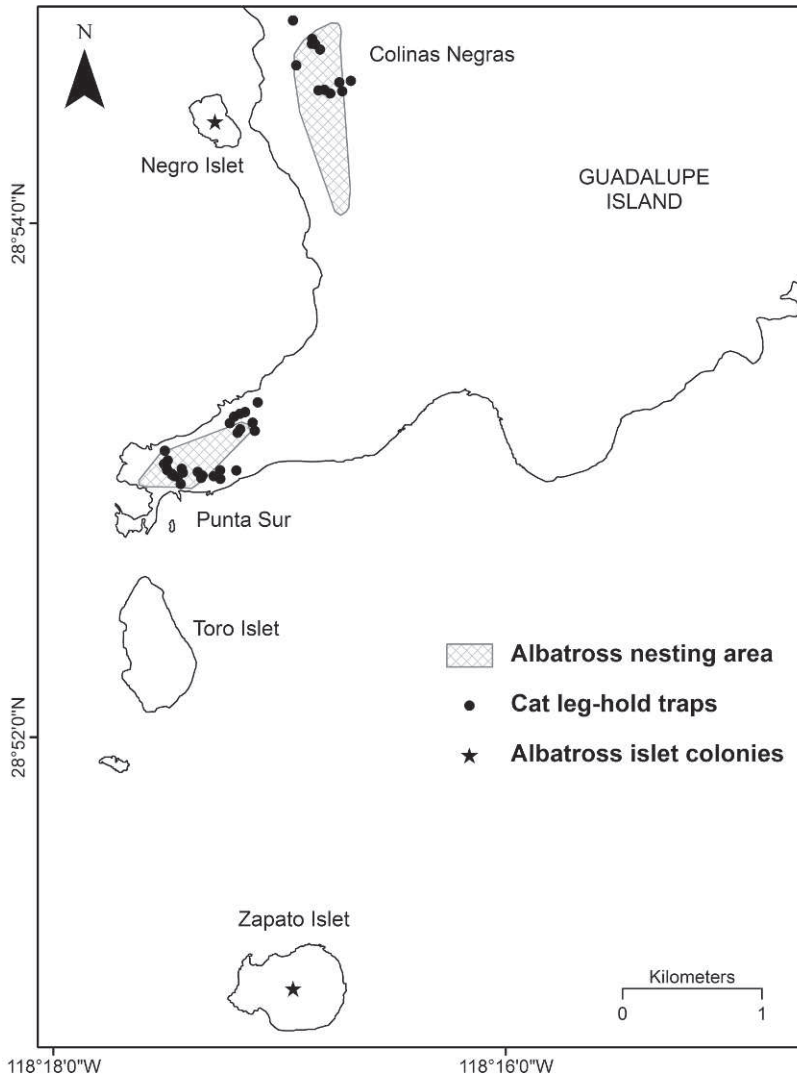 N
Colinas Negras
Negro Islet
GUADALUPE
ISLAND
28°54'0"N
Punta Sur
Toro Islet
Albatross nesting area
Cat leg-hold traps
Albatross islet colonies
28°52'0"N
Zapato Islet
Kilometers
0 1
118°18'0"W 118°16'0"W